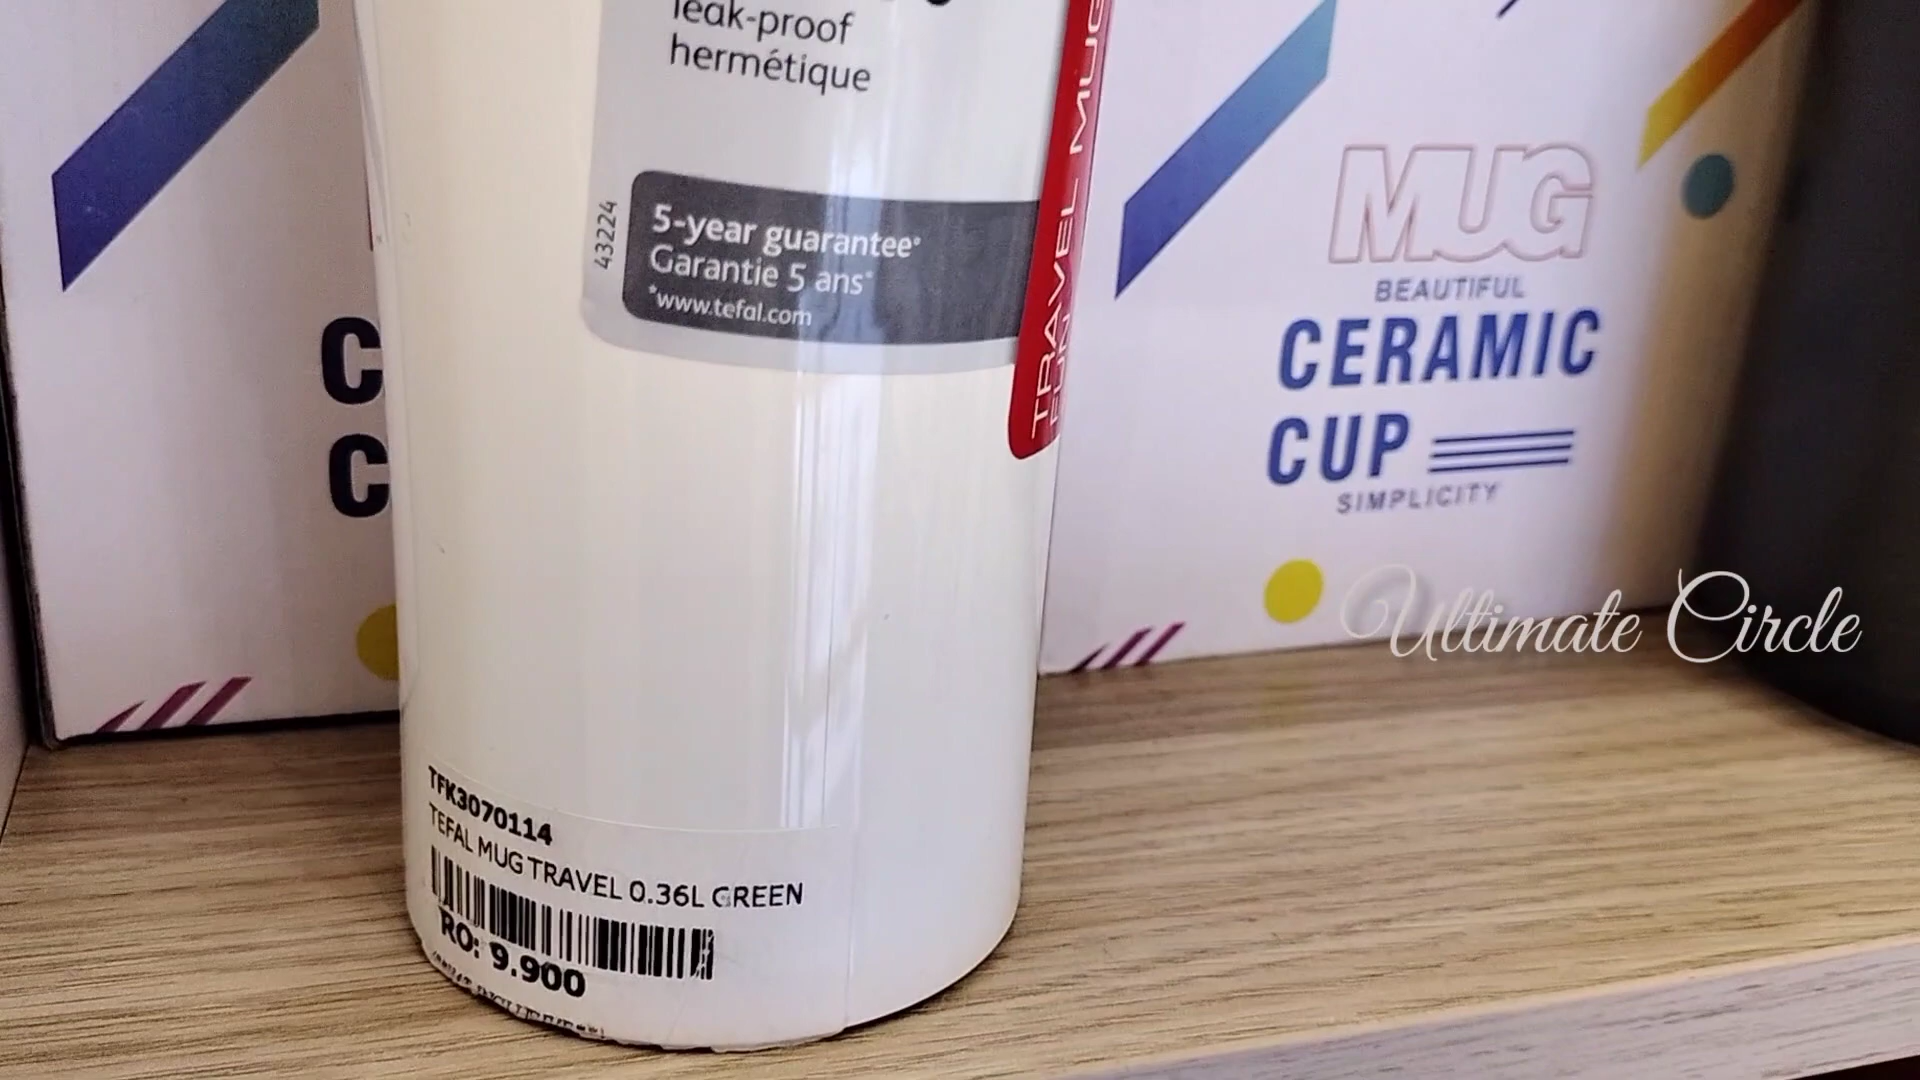 leak-proof
hermétique
43224
5-year guarantee*
Garantie 5 ans*
*www.tefal.com
TRAVEL MUG
FUN
TFK3070114
TEFAL MUG TRAVEL 0.36L GREEN
RO: 9.900
C
C
MUG
BEAUTIFUL
CERAMIC
CUP
SIMPLICITY
Ultimate Circle